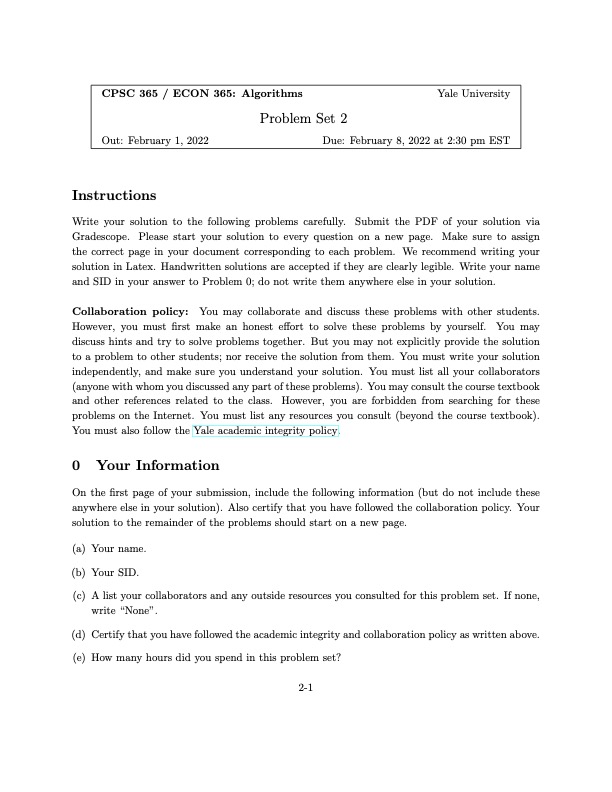 CPSC 365 / ECON 365: Algorithms Yale University
Problem Set 2
Out: February 1, 2022 Due: February 8, 2022 at 2:30 pm EST
Instructions
Write your solution to the following problems carefully. Submit the PDF of your solution via
Gradescope. Please start your solution to every question on a new page. Make sure to assign
the correct page in your document corresponding to each problem. We recommend writing your
solution in Latex. Handwritten solutions are accepted if they are clearly legible. Write your name
and SID in your answer to Problem 0; do not write them anywhere else in your solution.
Collaboration policy: You may collaborate and discuss these problems with other students.
However, you must first make an honest effort to solve these problems by yourself. You may
discuss hints and try to solve problems together. But you may not explicitly provide the solution
to a problem to other students; nor receive the solution from them. You must write your solution
independently, and make sure you understand your solution. You must list all your collaborators
(anyone with whom you discussed any part of these problems). You may consult the course textbook
and other references related to the class. However, you are forbidden from searching for these
problems on the Internet. You must list any resources you consult (beyond the course textbook).
You must also follow the Yale academic integrity policy.
0 Your Information
On the first page of your submission, include the following information (but do not include these
anywhere else in your solution). Also certify that you have followed the collaboration policy. Your
solution to the remainder of the problems should start on a new page.
(a) Your name.
(b) Your SID.
(c) A list your collaborators and any outside resources you consulted for this problem set. If none,
write “None”.
(d) Certify that you have followed the academic integrity and collaboration policy as written above.
(e) How many hours did you spend in this problem set?
2-1